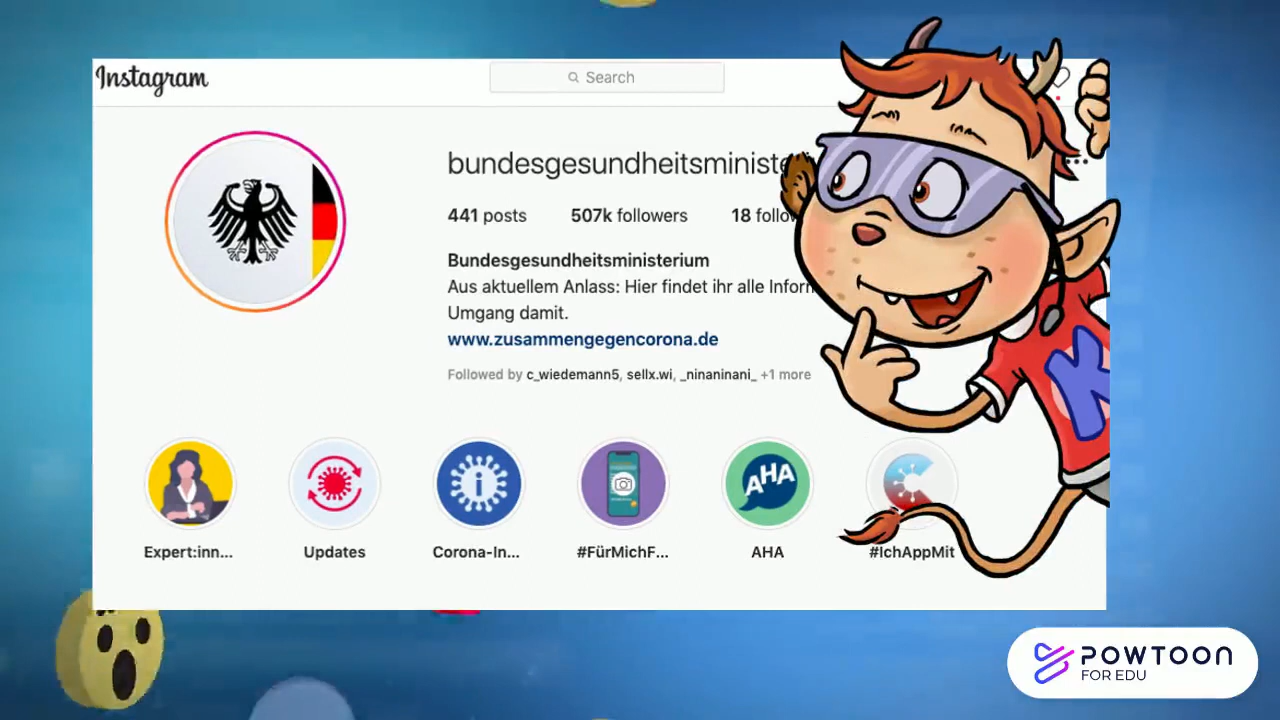 Instagram
Search
bundesgesundheitsministe
441 posts 507k followers 18
Bundesgesundheitsministerium
Aus aktuellem Anlass: Hier findet ihr alle
Umgang damit.
www.zusammengegencorona.de
Followed by c_wiedemann5, sellx.wi, _ninaninani_ +1 more
K
AHA
Expert:inn... Updates Corona-In... #FürMichF... AHA #IchAppMit
POWTOON
FOR EDU